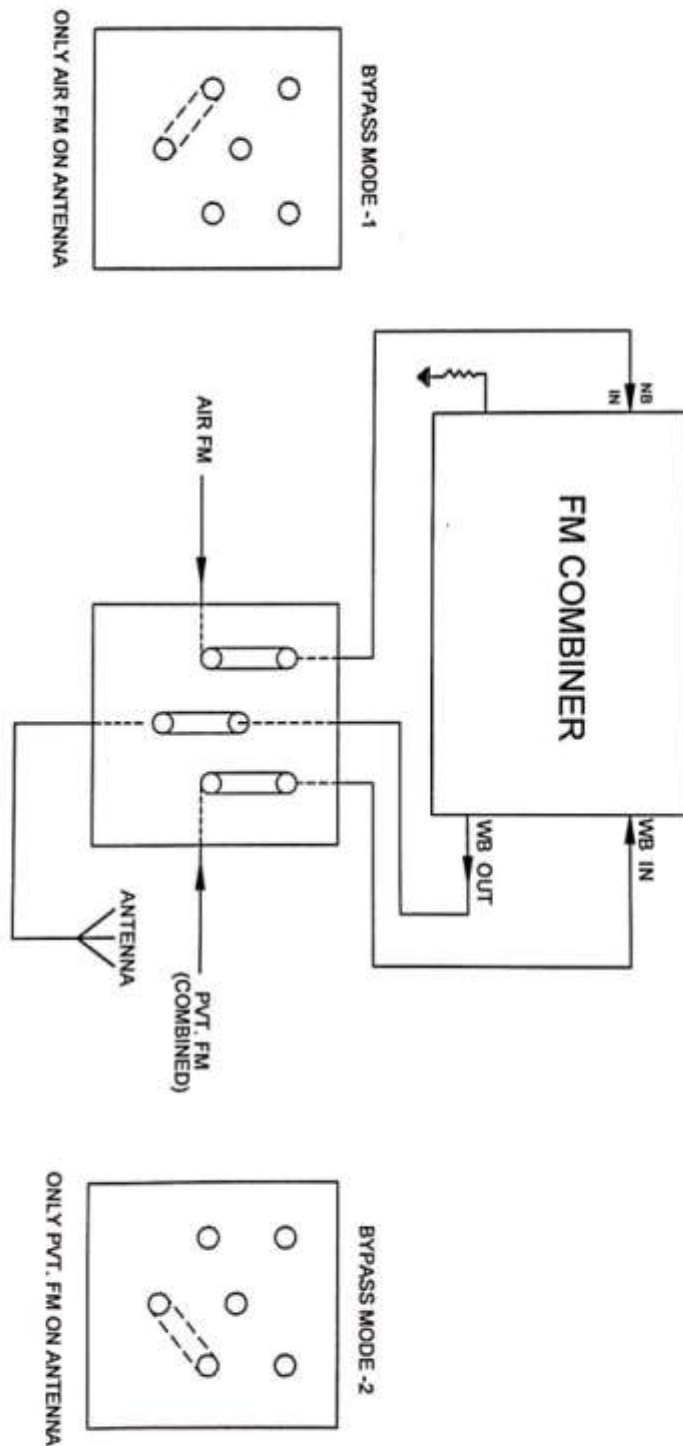 FM COMBINER
NB
IN
WB IN
WB OUT
BYPASS MODE -1
AIR FM
PVT. FM
(COMBINED)
BYPASS MODE -2
ANTENNA
ONLY AIR FM ON ANTENNA
ONLY PVT. FM ON ANTENNA